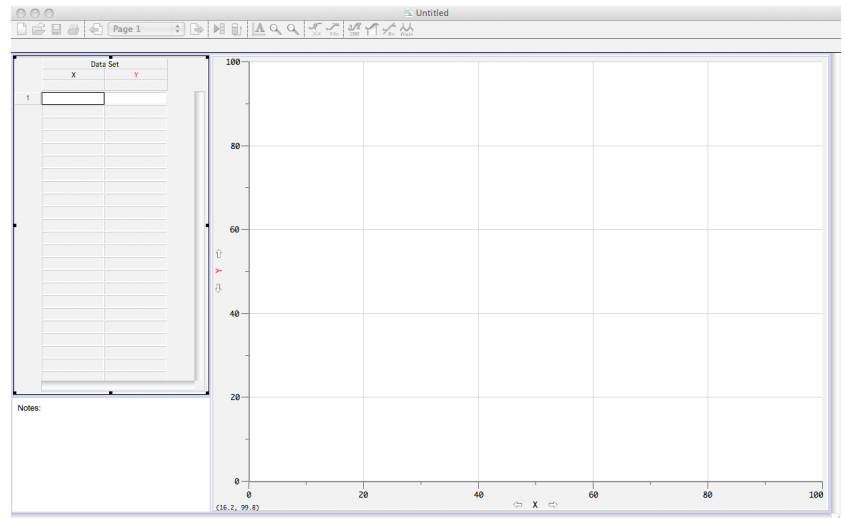 Untitled
Page 1
Data Set
X Y
1
Notes:
100
80
60
Y
40
20
0
0 20 40 60 80 100
X
(16.2, 99.8)